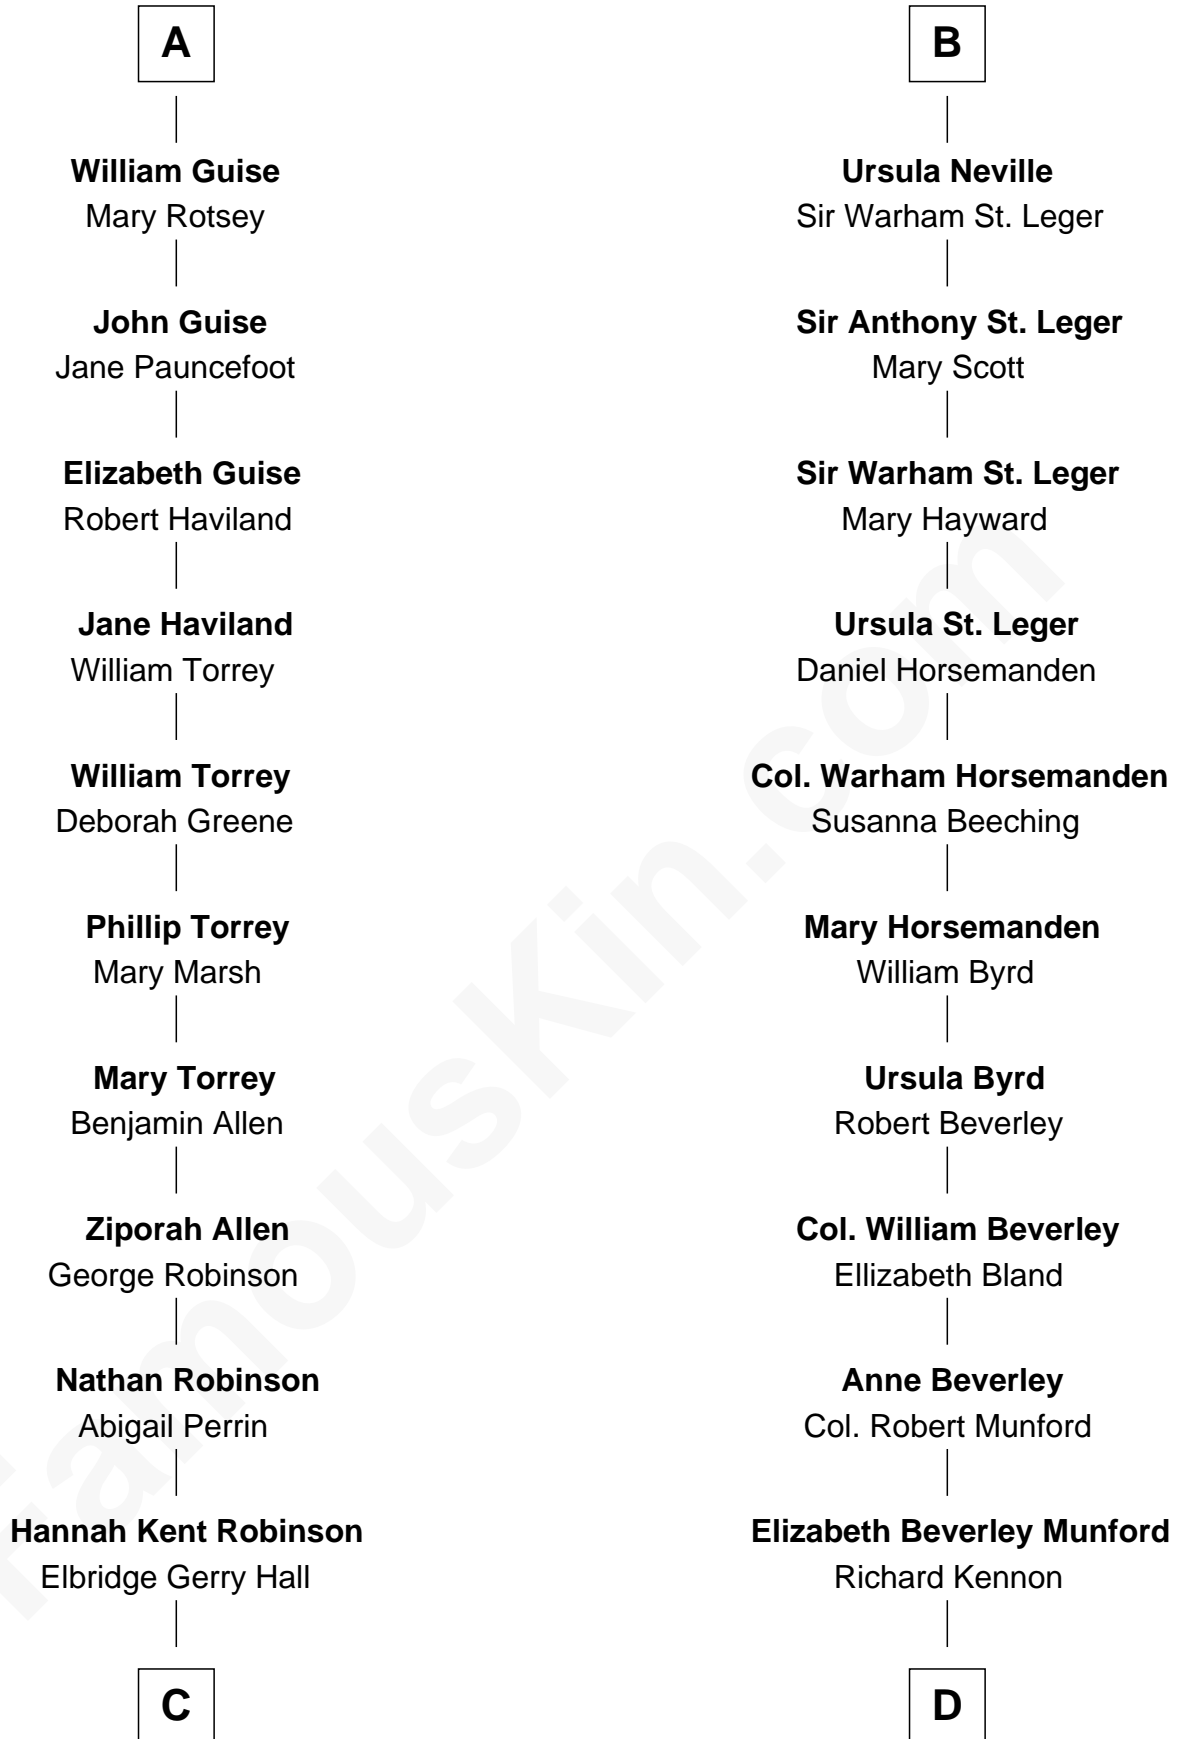 A
William Guise
Mary Rotsey
John Guise
Jane Pauncefoot
Elizabeth Guise
Robert Haviland
Jane Haviland
William Torrey
William Torrey
Deborah Greene
Phillip Torrey
Mary Marsh
Mary Torrey
Benjamin Allen
Ziporah Allen
George Robinson
Nathan Robinson
Abigail Perrin
Hannah Kent Robinson
Elbridge Gerry Hall
C
B
Ursula Neville
Sir Warham St. Leger
Sir Anthony St. Leger
Mary Scott
Sir Warham St. Leger
Mary Hayward
Ursula St. Leger
Daniel Horsemanden
Col. Warham Horsemanden
Susanna Beeching
Mary Horsemanden
William Byrd
Ursula Byrd
Robert Beverley
Col. William Beverley
Ellizabeth Bland
Anne Beverley
Col. Robert Munford
Elizabeth Beverley Munford
Richard Kennon
D
FamousKin.com